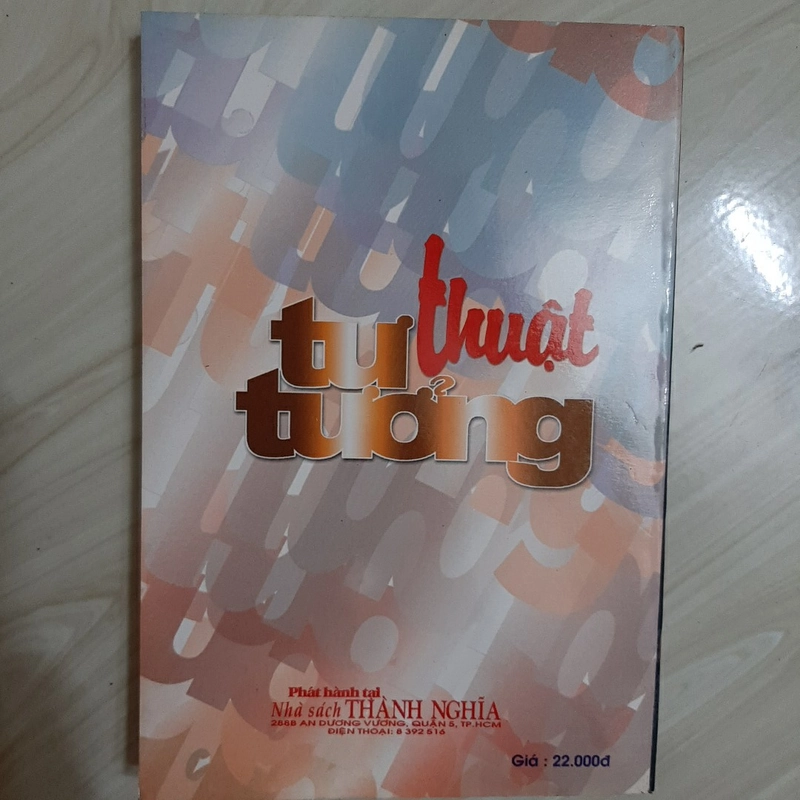 thuật
tư
tưởng
Phát hành tại
Nhà sách THÀNH NGHĨA
288B AN DƯƠNG VƯƠNG, QUẬN 5, TP.HCM
ĐIỆN THOẠI: 8 392 516
Giá : 22.000đ